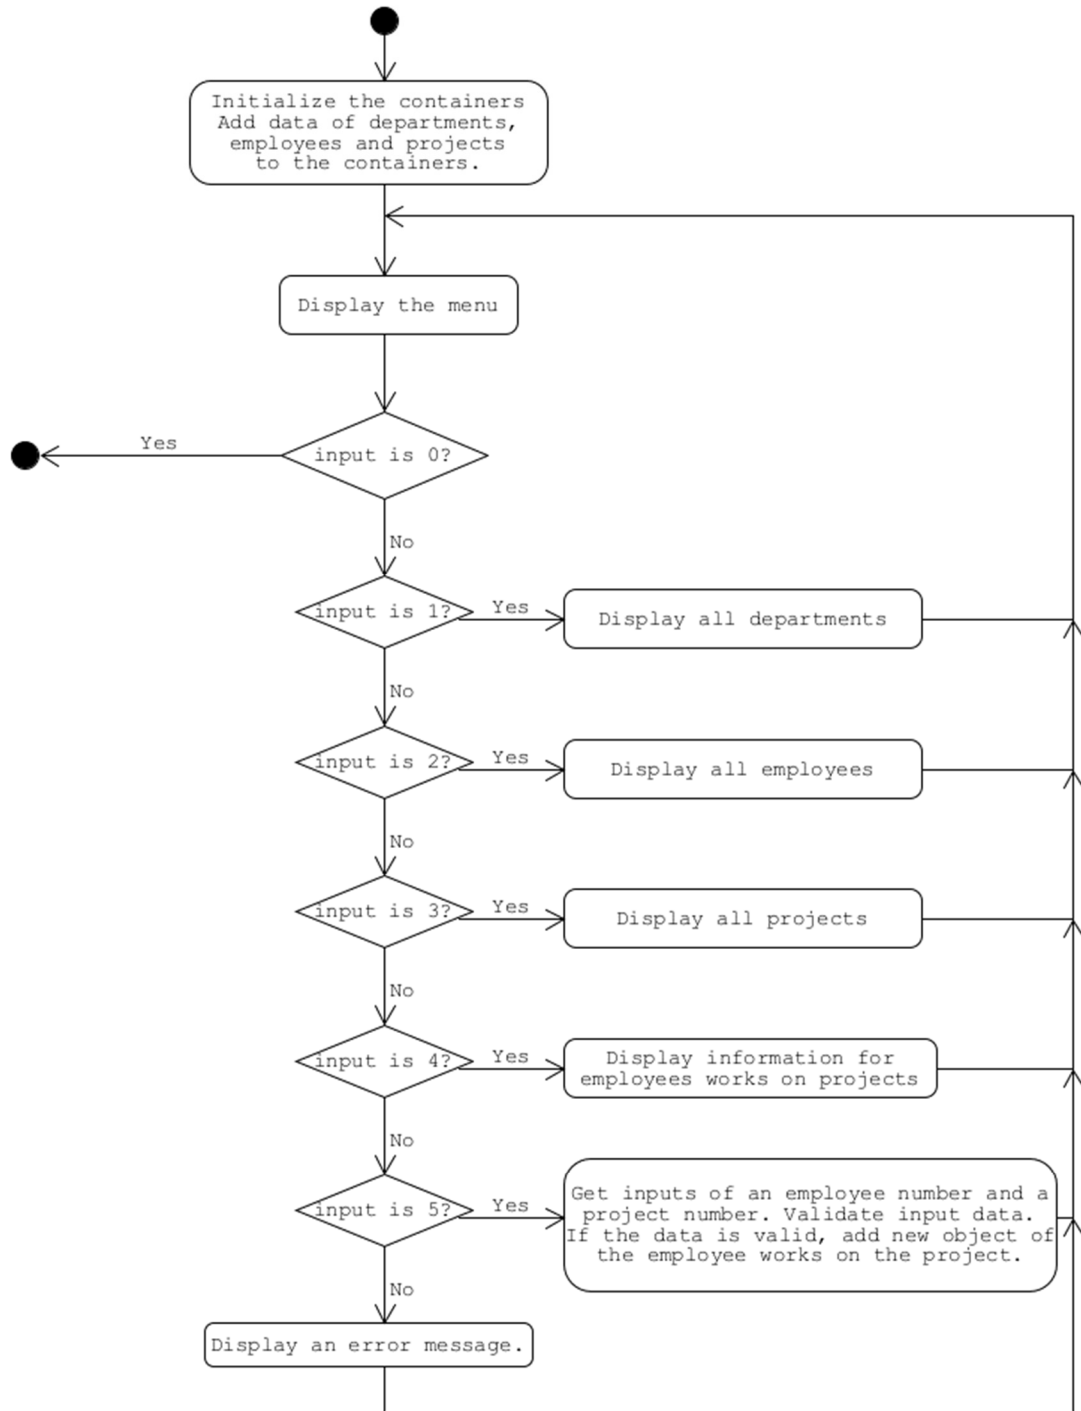 Initialize the containers
Add data of departments,
employees and projects
to the containers.
Display the menu
Yes
input is 0?
No
input is 1?
Yes
Display all departments
No
input is 2?
Yes
Display all employees
No
input is 3?
Yes
Display all projects
No
input is 4?
Yes
Display information for
employees works on projects
No
input is 5?
Yes
Get inputs of an employee number and a
project number. Validate input data.
If the data is valid, add new object of
the employee works on the project.
No
Display an error message.